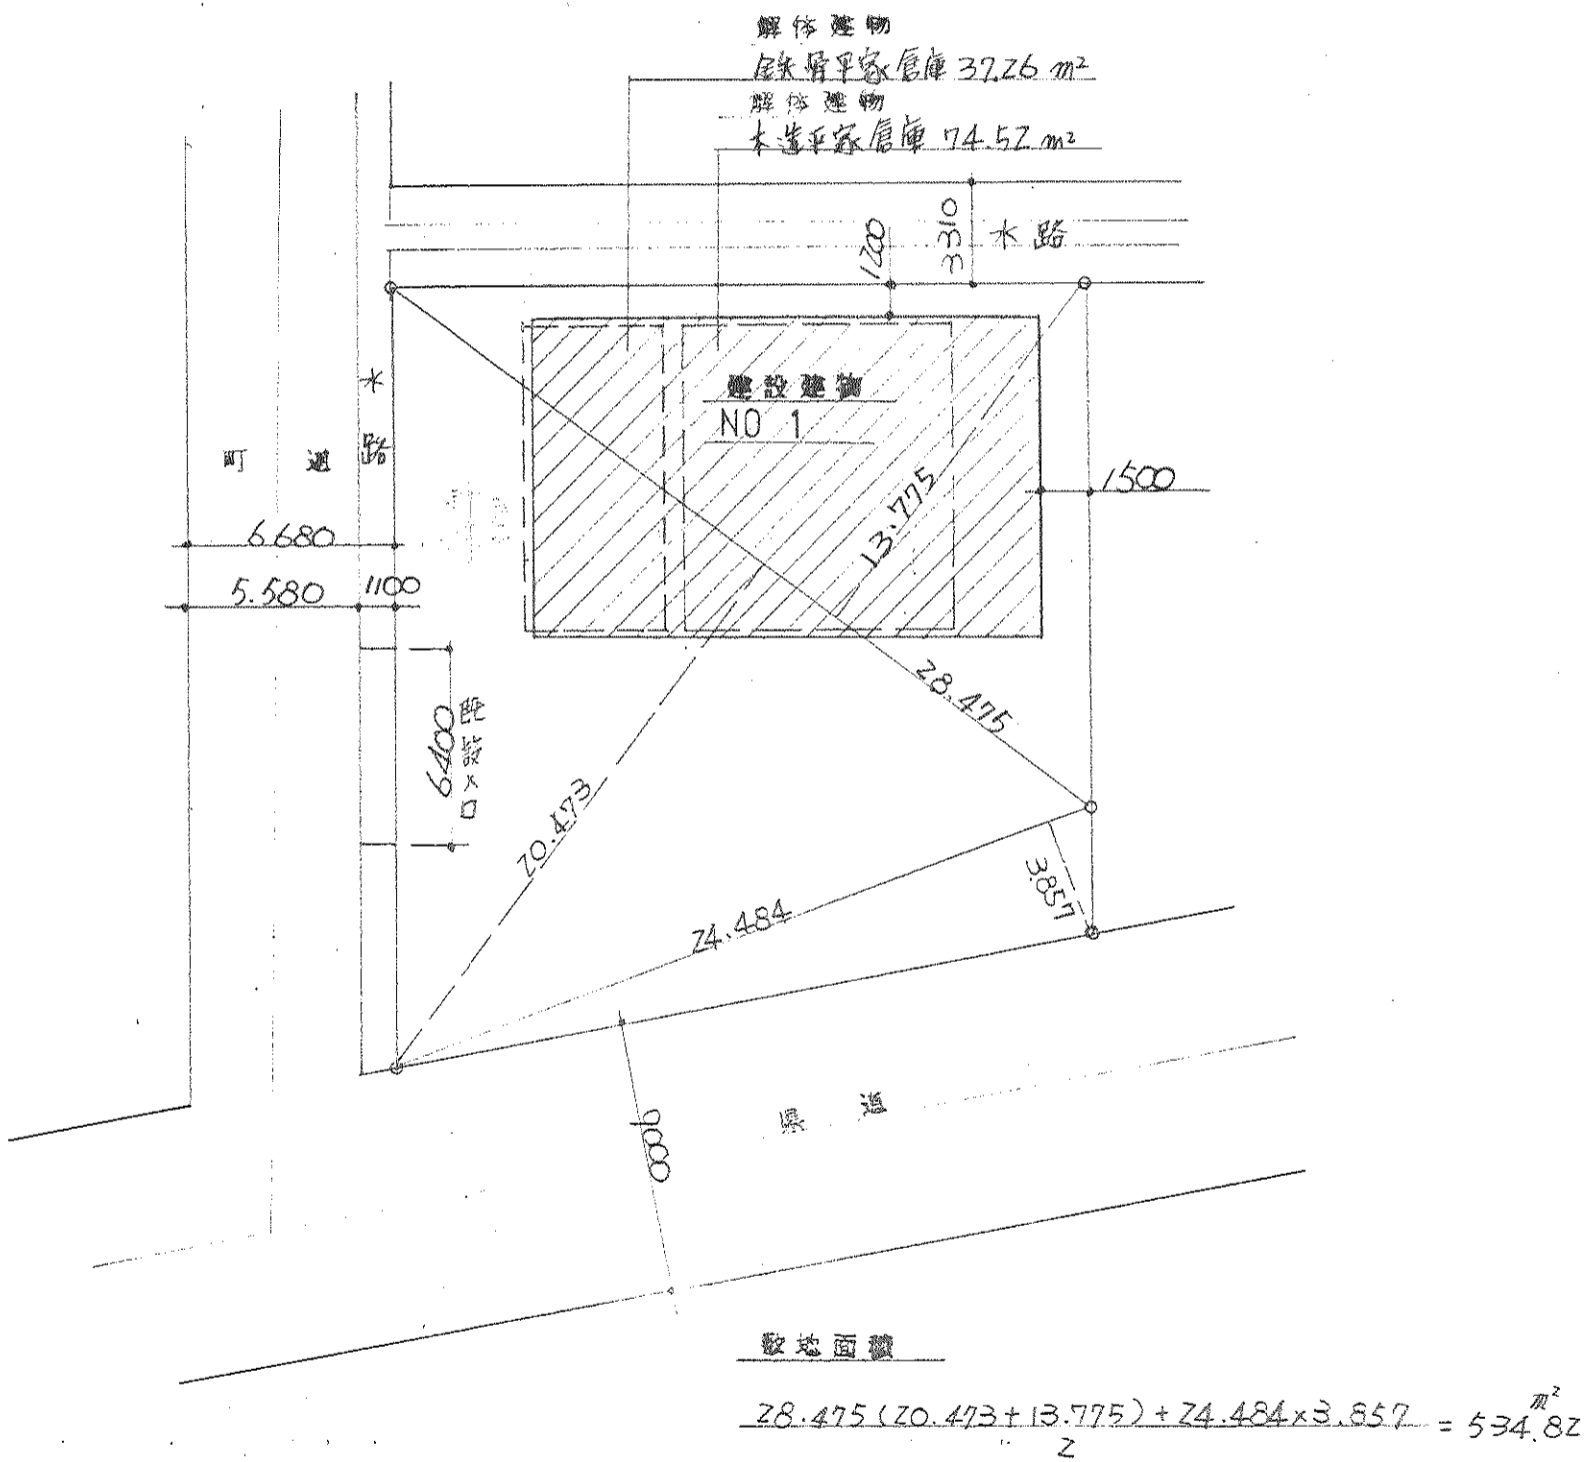 解体建物
鉄骨平家倉庫 37.26 m²
解体建物
木造平家倉庫 74.52 m²
1200
3310
水路
水路
町道
建設建物
NO 1
13.775
1500
6.680
5.580
1100
6400
既設入口
28.475
20.473
24.484
3.857
9000
県道
敷地面積
28.475 (20.473+13.775) + 24.484×3.857 = 534.82 m²
2